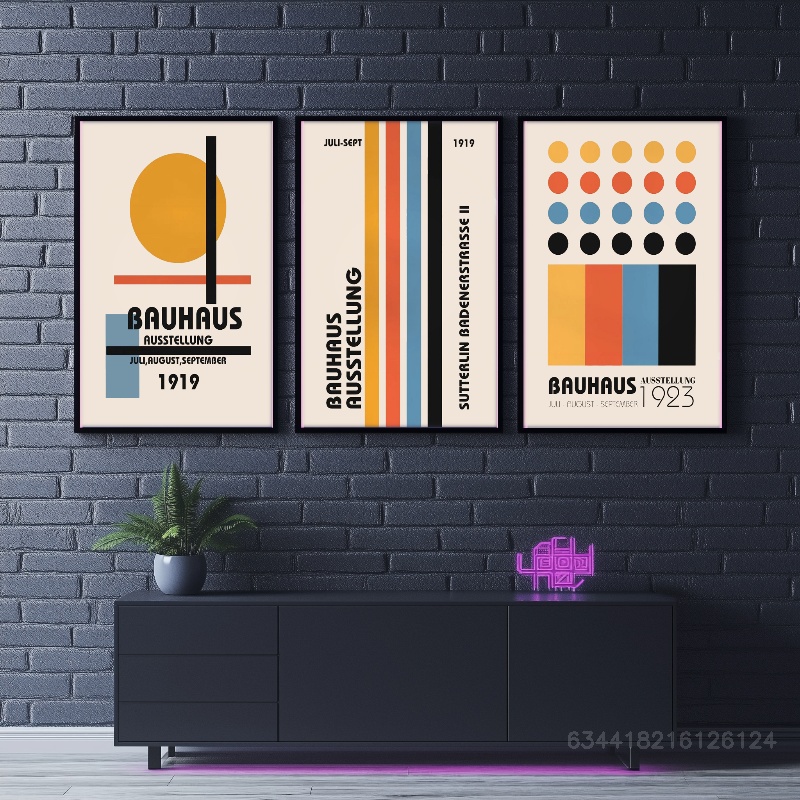 BAUHAUS
AUSSTELLUNG
JULI,AUGUST,SEPTEMBER
1919
JULI-SEPT
1919
BAUHAUS
AUSSTELLUNG
SUTTERLIN BADENERSTRASSE II
BAUHAUS AUSSTELLUNG
JULI - AUGUST - SEPTEMBER 1923
634418216126124